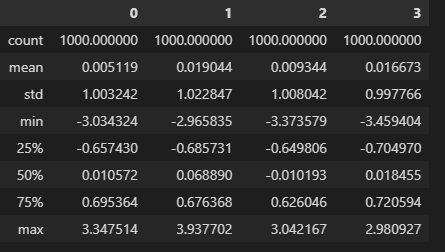 0 1 2 3
count 1000.000000 1000.000000 1000.000000 1000.000000
mean 0.005119 0.019044 0.009344 0.016673
std 1.003242 1.022847 1.008042 0.997766
min -3.034324 -2.965835 -3.373579 -3.459404
25% -0.657430 -0.685731 -0.649806 -0.704970
50% 0.010572 0.068890 -0.010193 0.018455
75% 0.695364 0.676368 0.626046 0.720594
max 3.347514 3.937702 3.042167 2.980927